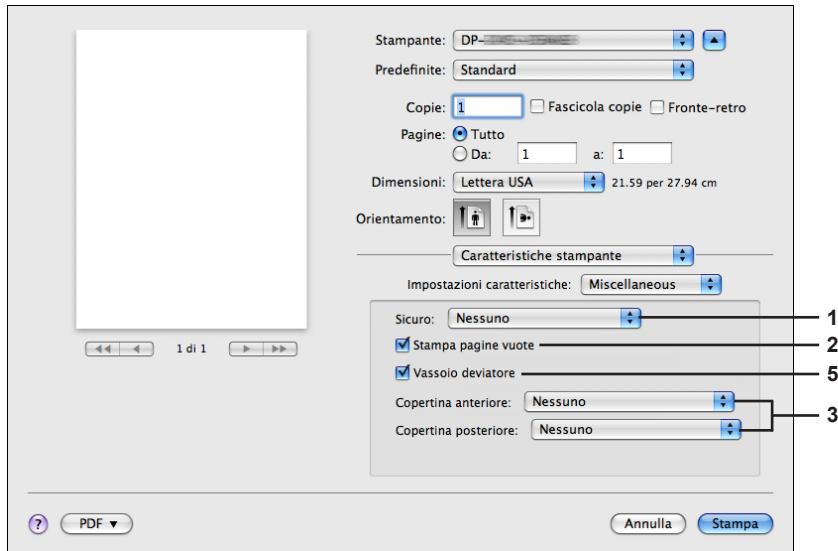 Stampante: DP-
Predefinite: Standard
Copie: 1 Fascicola copie Fronte-retro
Pagine: Tutto
Da: 1 a: 1
Dimensioni: Lettera USA 21.59 per 27.94 cm
Orientamento:
Caratteristiche stampante
Impostazioni caratteristiche: Miscellaneous
Sicuro: Nessuno 1
Stampa pagine vuote 2
Vassoio deviatore 5
Copertina anteriore: Nessuno
3
Copertina posteriore: Nessuno
1 di 1
? PDF ▼ Annulla Stampa